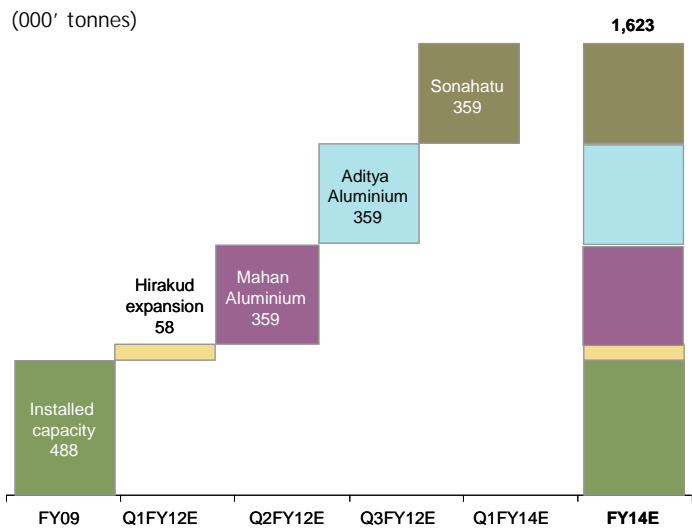 (000' tonnes)
1,623
Sonahatu
359
Aditya
Aluminium
359
Hirakud
expansion
58
Mahan
Aluminium
359
Installed
capacity
488
FY09 Q1FY12E Q2FY12E Q3FY12E Q1FY14E FY14E